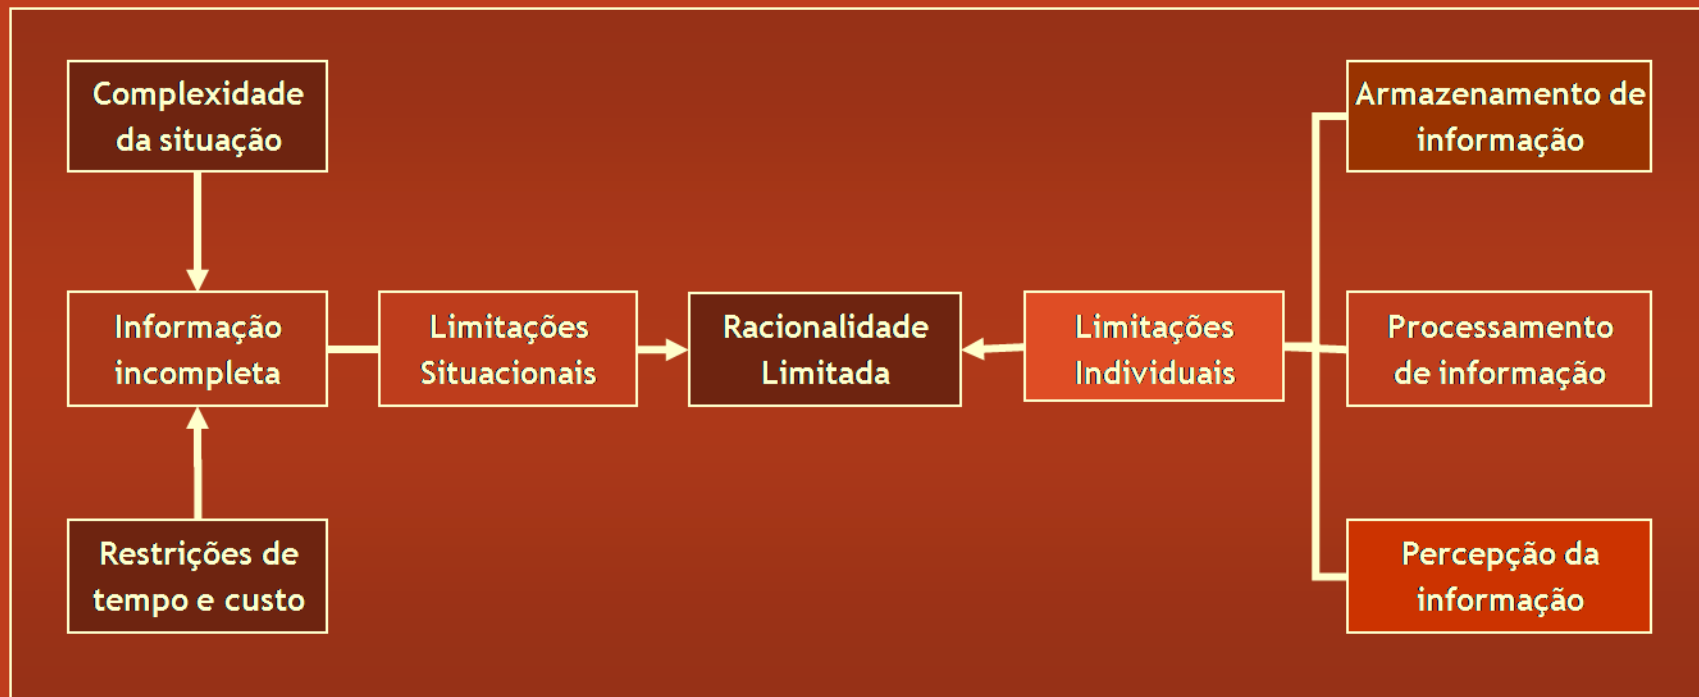 Complexidade
da situação
Armazenamento de
informação
Informação
incompleta
Limitações
Situacionais
Racionalidade
Limitada
Limitações
Individuais
Processamento
de informação
Restrições de
tempo e custo
Percepção da
informação